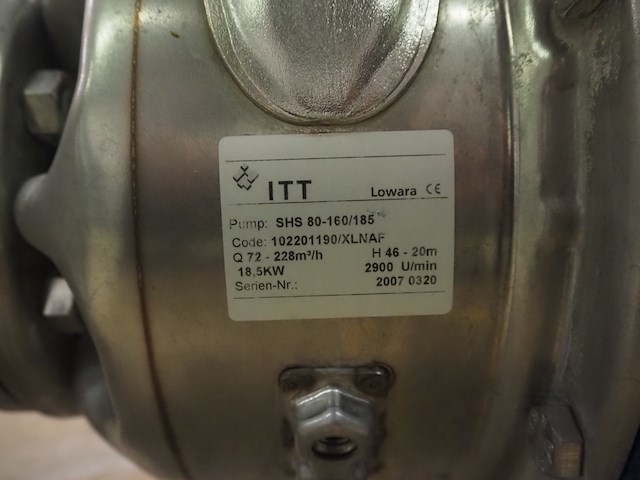 ITT Lowara CE
Pump: SHS 80-160/185
Code: 102201190/XLNAF
Q 72 - 228m³/h H 46 - 20m
18,5KW 2900 U/min
Serien-Nr.: 2007 0320